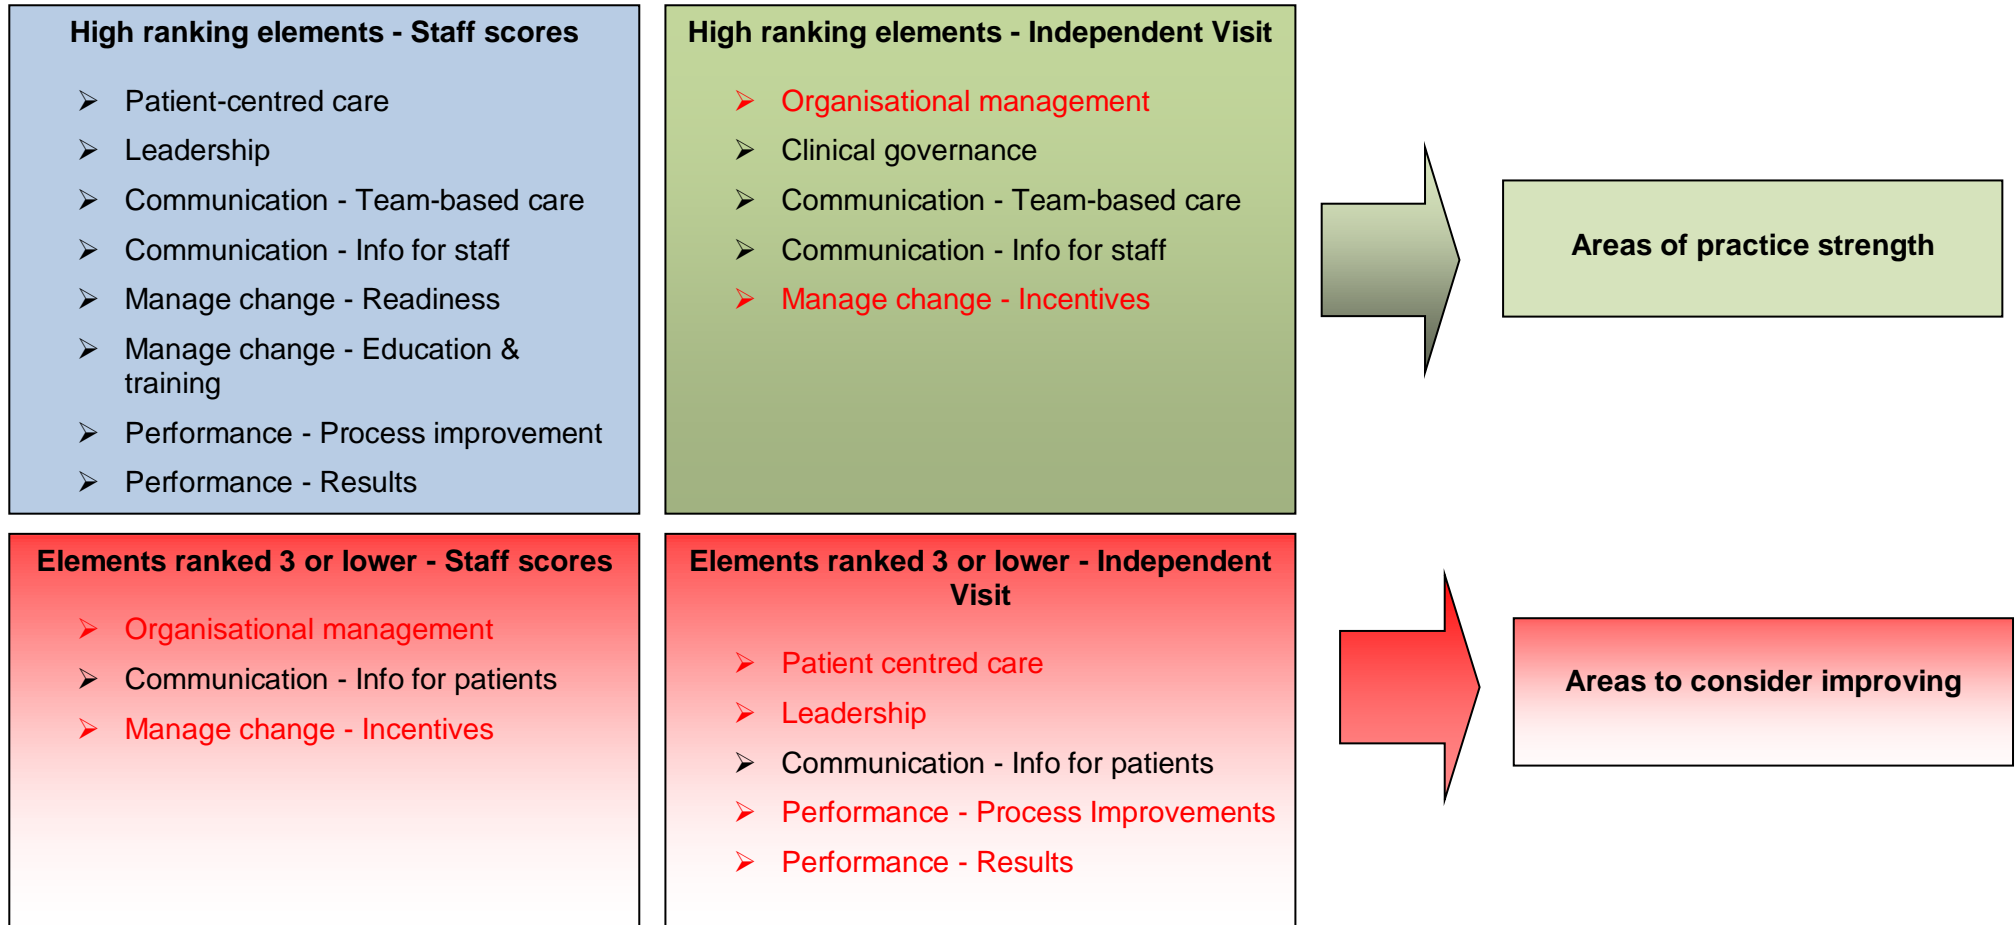 High ranking elements - Staff scores
➢ Patient-centred care
➢ Leadership
➢ Communication - Team-based care
➢ Communication - Info for staff
➢ Manage change - Readiness
➢ Manage change - Education &
training
➢ Performance - Process improvement
➢ Performance - Results
High ranking elements - Independent Visit
➢ Organisational management
➢ Clinical governance
➢ Communication - Team-based care
➢ Communication - Info for staff
➢ Manage change - Incentives
Areas of practice strength
Elements ranked 3 or lower - Staff scores
➢ Organisational management
➢ Communication - Info for patients
➢ Manage change - Incentives
Elements ranked 3 or lower - Independent
Visit
➢ Patient centred care
➢ Leadership
➢ Communication - Info for patients
➢ Performance - Process Improvements
➢ Performance - Results
Areas to consider improving